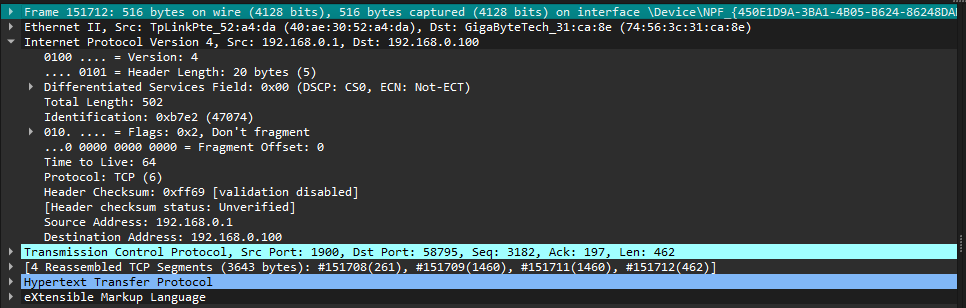 Frame 151712: 516 bytes on wire (4128 bits), 516 bytes captured (4128 bits) on interface \Device\NPF_{450E1D9A-3BA1-4B05-B624-86248DA
Ethernet II, Src: TpLinkPte_52:a4:da (40:ae:30:52:a4:da), Dst: GigaByteTech_31:ca:8e (74:56:3c:31:ca:8e)
Internet Protocol Version 4, Src: 192.168.0.1, Dst: 192.168.0.100
0100 .... = Version: 4
.... 0101 = Header Length: 20 bytes (5)
Differentiated Services Field: 0x00 (DSCP: CS0, ECN: Not-ECT)
Total Length: 502
Identification: 0xb7e2 (47074)
010. .... = Flags: 0x2, Don't fragment
...0 0000 0000 0000 = Fragment Offset: 0
Time to Live: 64
Protocol: TCP (6)
Header Checksum: 0xff69 [validation disabled]
[Header checksum status: Unverified]
Source Address: 192.168.0.1
Destination Address: 192.168.0.100
Transmission Control Protocol, Src Port: 1900, Dst Port: 58795, Seq: 3182, Ack: 197, Len: 462
[4 Reassembled TCP Segments (3643 bytes): #151708(261), #151709(1460), #151711(1460), #151712(462)]
Hypertext Transfer Protocol
eXtensible Markup Language